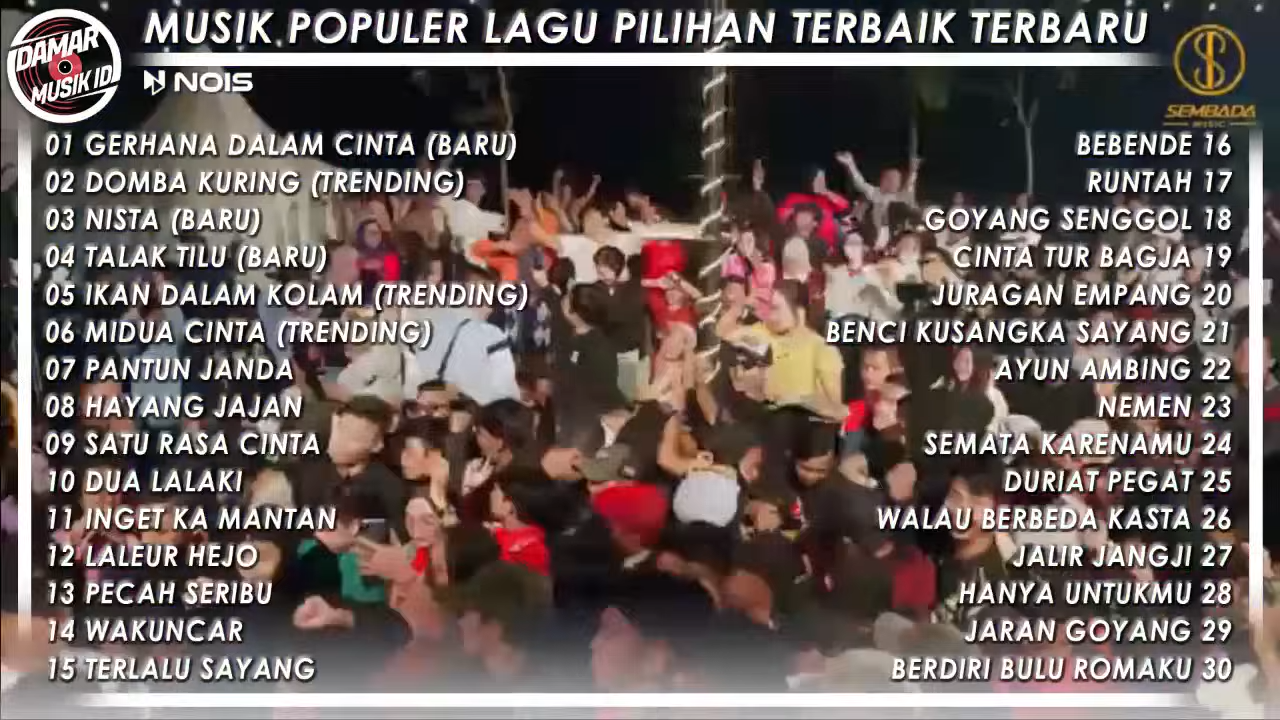 DAMAR
MUSIK ID
MUSIK POPULER LAGU PILIHAN TERBAIK TERBARU
NOIS
SEMBADA
MUSIC
01 GERHANA DALAM CINTA (BARU)
02 DOMBA KURING (TRENDING)
03 NISTA (BARU)
04 TALAK TILU (BARU)
05 IKAN DALAM KOLAM (TRENDING)
06 MIDUA CINTA (TRENDING)
07 PANTUN JANDA
08 HAYANG JAJAN
09 SATU RASA CINTA
10 DUA LALAKI
11 INGET KA MANTAN
12 LALEUR HEJO
13 PECAH SERIBU
14 WAKUNCAR
15 TERLALU SAYANG
BEBENDE 16
RUNTAH 17
GOYANG SENGGOL 18
CINTA TUR BAGJA 19
JURAGAN EMPANG 20
BENCI KUSANGKA SAYANG 21
AYUN AMBING 22
NEMEN 23
SEMATA KARENAMU 24
DURIAT PEGAT 25
WALAU BERBEDA KASTA 26
JALIR JANGJI 27
HANYA UNTUKMU 28
JARAN GOYANG 29
BERDIRI BULU ROMAKU 30